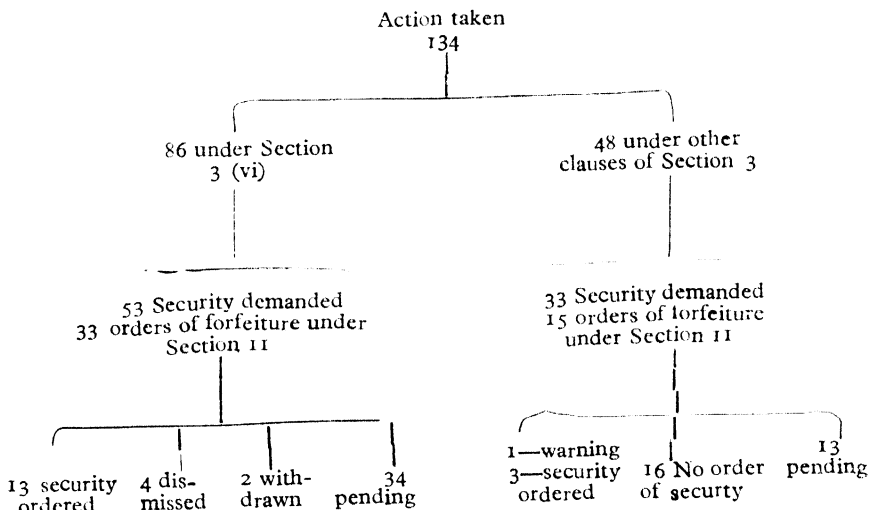 Action taken
134
86 under Section
3 (vi)
48 under other
clauses of Section 3
53 Security demanded
33 orders of forfeiture under
Section 11
33 Security demanded
15 orders of forfeiture
under Section 11
13 security
ordered
4 dis-
missed
2 with-
drawn
34
pending
1—warning
3—security
ordered
16 No order
of securty
13
pending